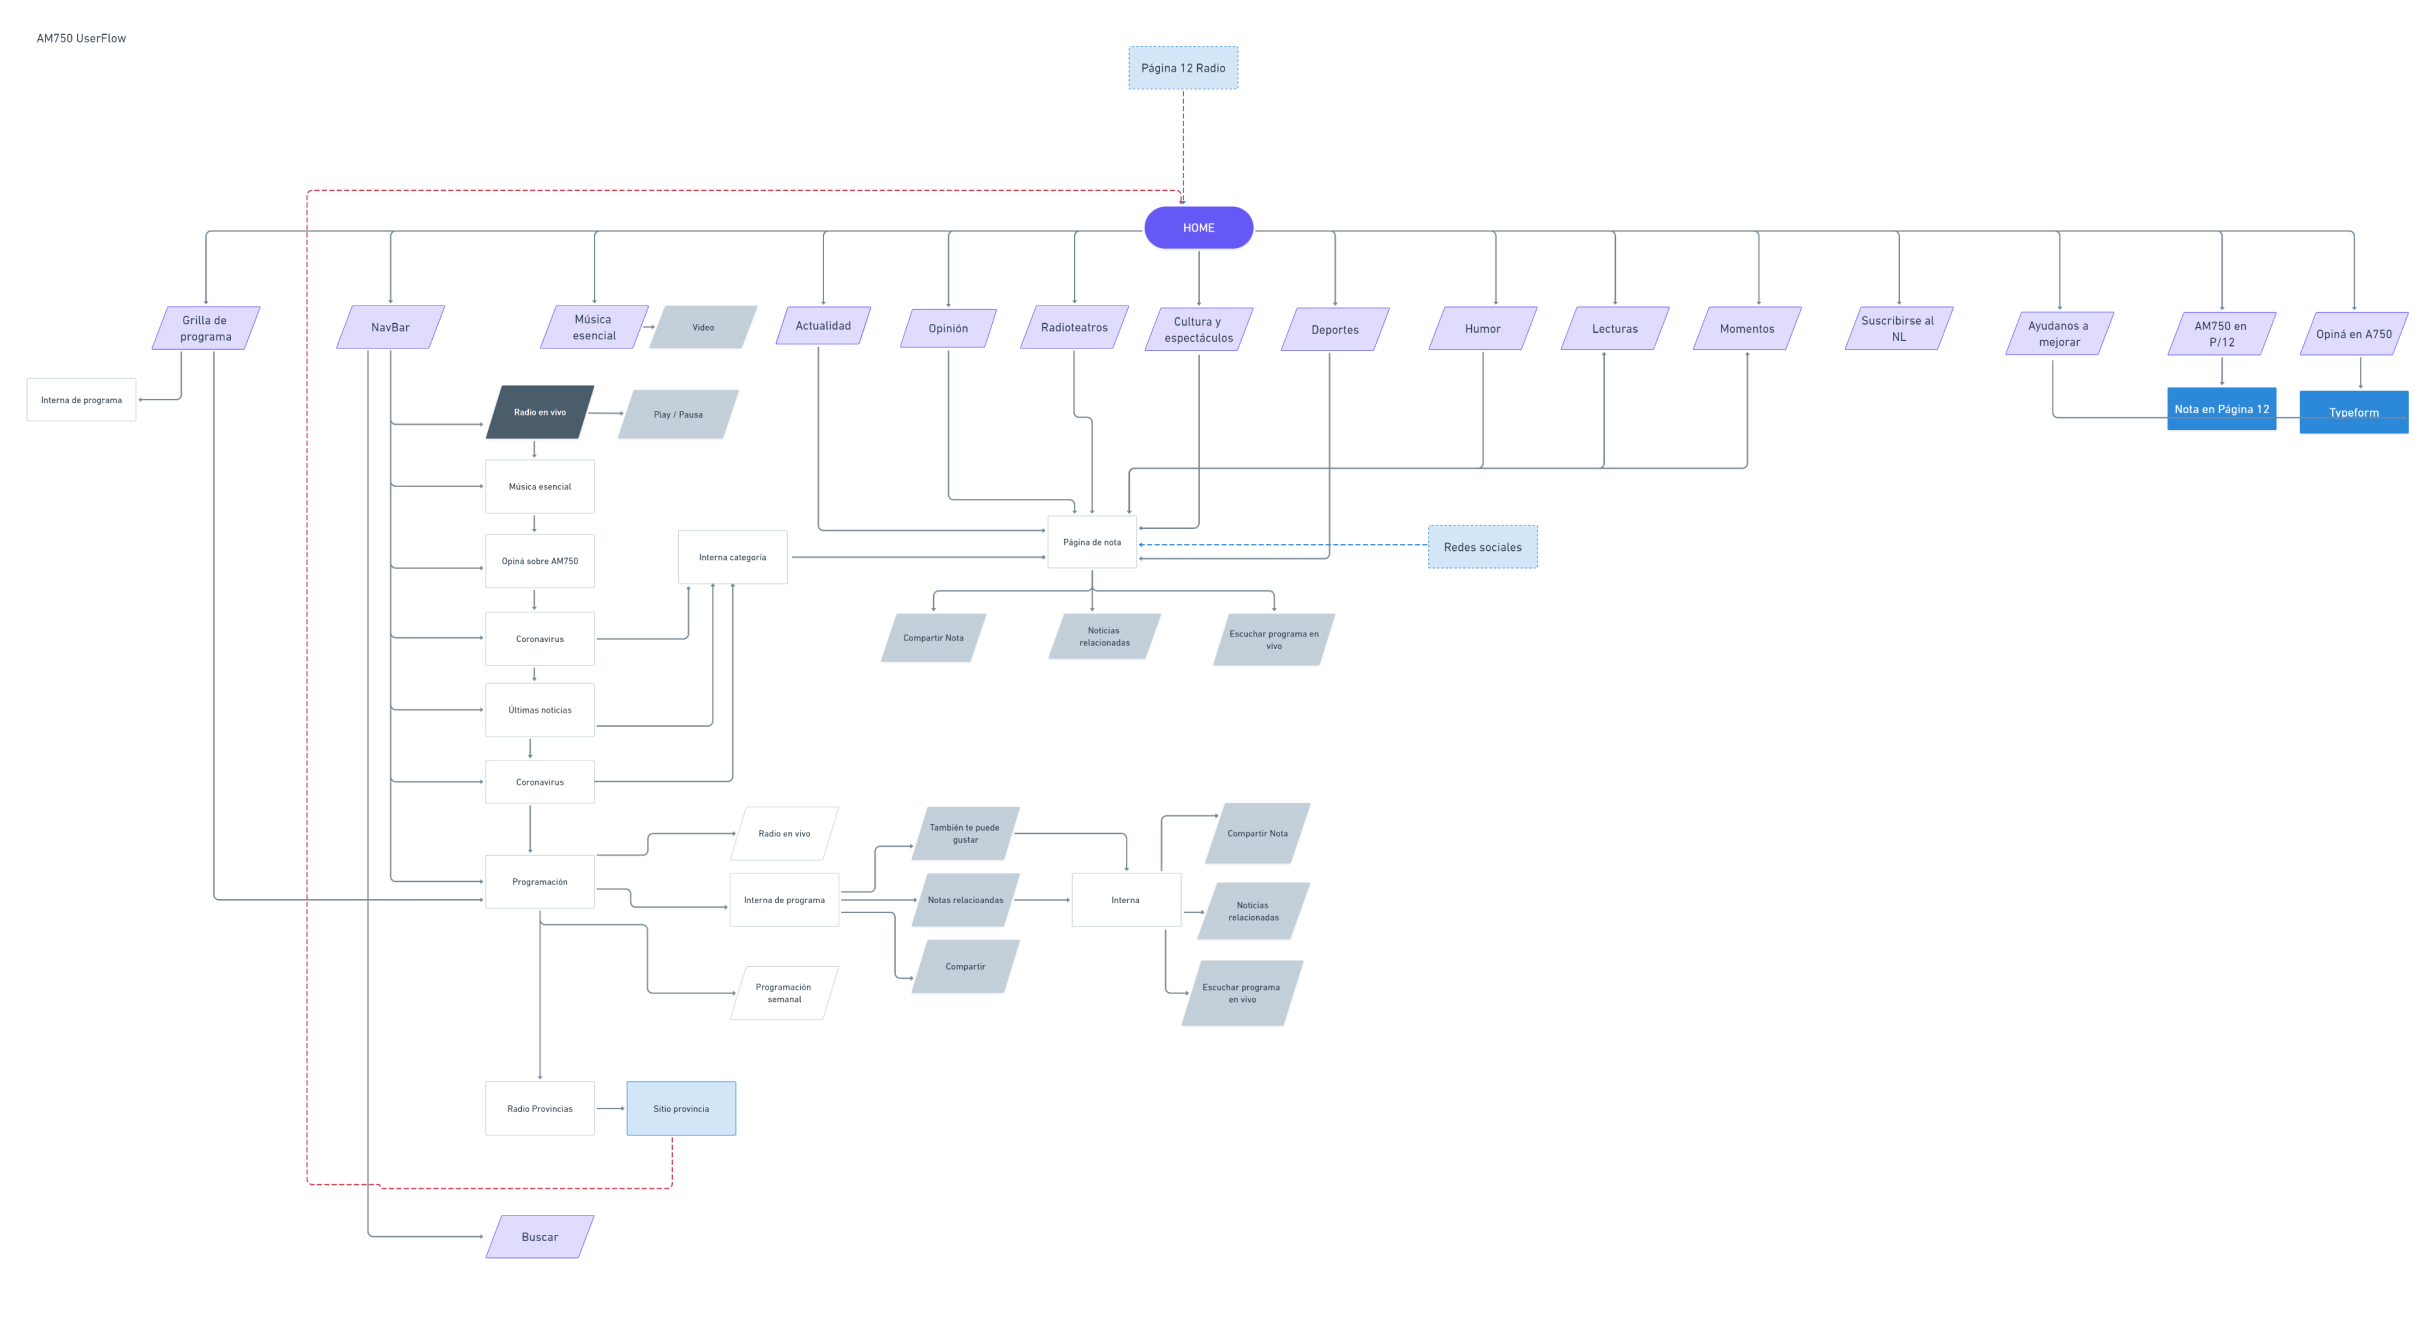 AM750 UserFlow
Página 12 Radio
HOME
Grilla de
programa
NavBar
Música
esencial
Video
Actualidad
Opinión
Radioteatros
Cultura y
espectáculos
Deportes
Humor
Lecturas
Momentos
Suscribirse al
NL
Ayudanos a
mejorar
AM750 en
P/12
Opiná en A750
Interna de programa
Radio en vivo
Play / Pausa
Nota en Página 12
Typeform
Música esencial
Opiná sobre AM750
Interna categoría
Página de nota
Redes sociales
Coronavirus
Compartir Nota
Noticias
relacionadas
Escuchar programa en
vivo
Últimas noticias
Coronavirus
Radio en vivo
También te puede
gustar
Compartir Nota
Programación
Interna de programa
Notas relacioandas
Interna
Noticias
relacionadas
Compartir
Programación
semanal
Escuchar programa
en vivo
Radio Provincias
Sitio provincia
Buscar